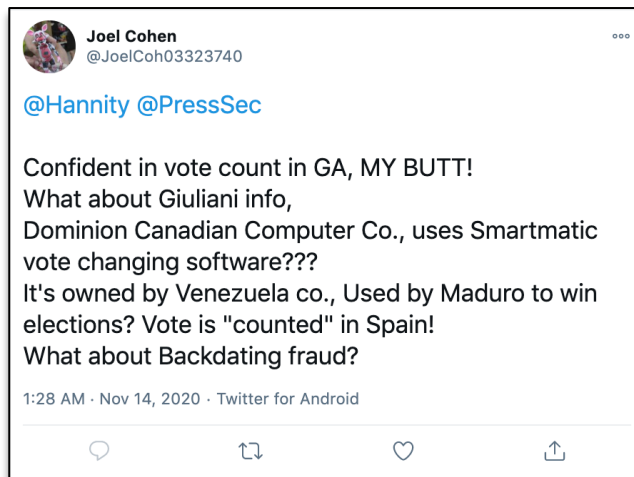 Joel Cohen
@JoelCoh03323740
@Hannity @PressSec
Confident in vote count in GA, MY BUTT!
What about Giuliani info,
Dominion Canadian Computer Co., uses Smartmatic
vote changing software???
It's owned by Venezuela co., Used by Maduro to win
elections? Vote is "counted" in Spain!
What about Backdating fraud?
1:28 AM · Nov 14, 2020 · Twitter for Android